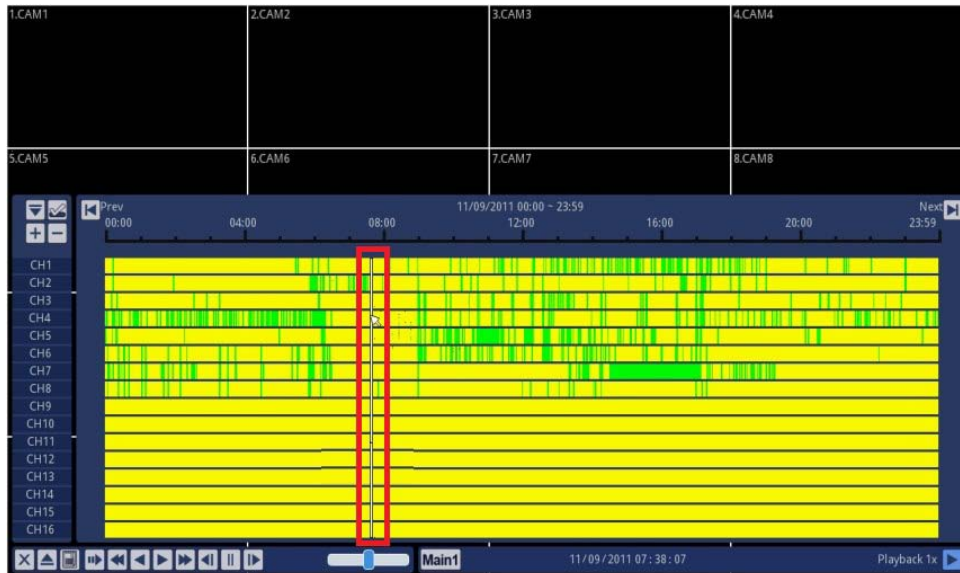 1.CAM1 2.CAM2 3.CAM3 4.CAM4
5.CAM5 6.CAM6 7.CAM7 8.CAM8
Prev 11/09/2011 00:00 ~ 23:59 Next
00:00 04:00 08:00 12:00 16:00 20:00 23:59
CH1
CH2
CH3
CH4
CH5
CH6
CH7
CH8
CH9
CH10
CH11
CH12
CH13
CH14
CH15
CH16
Main1 11/09/2011 07:38:07 Playback 1x